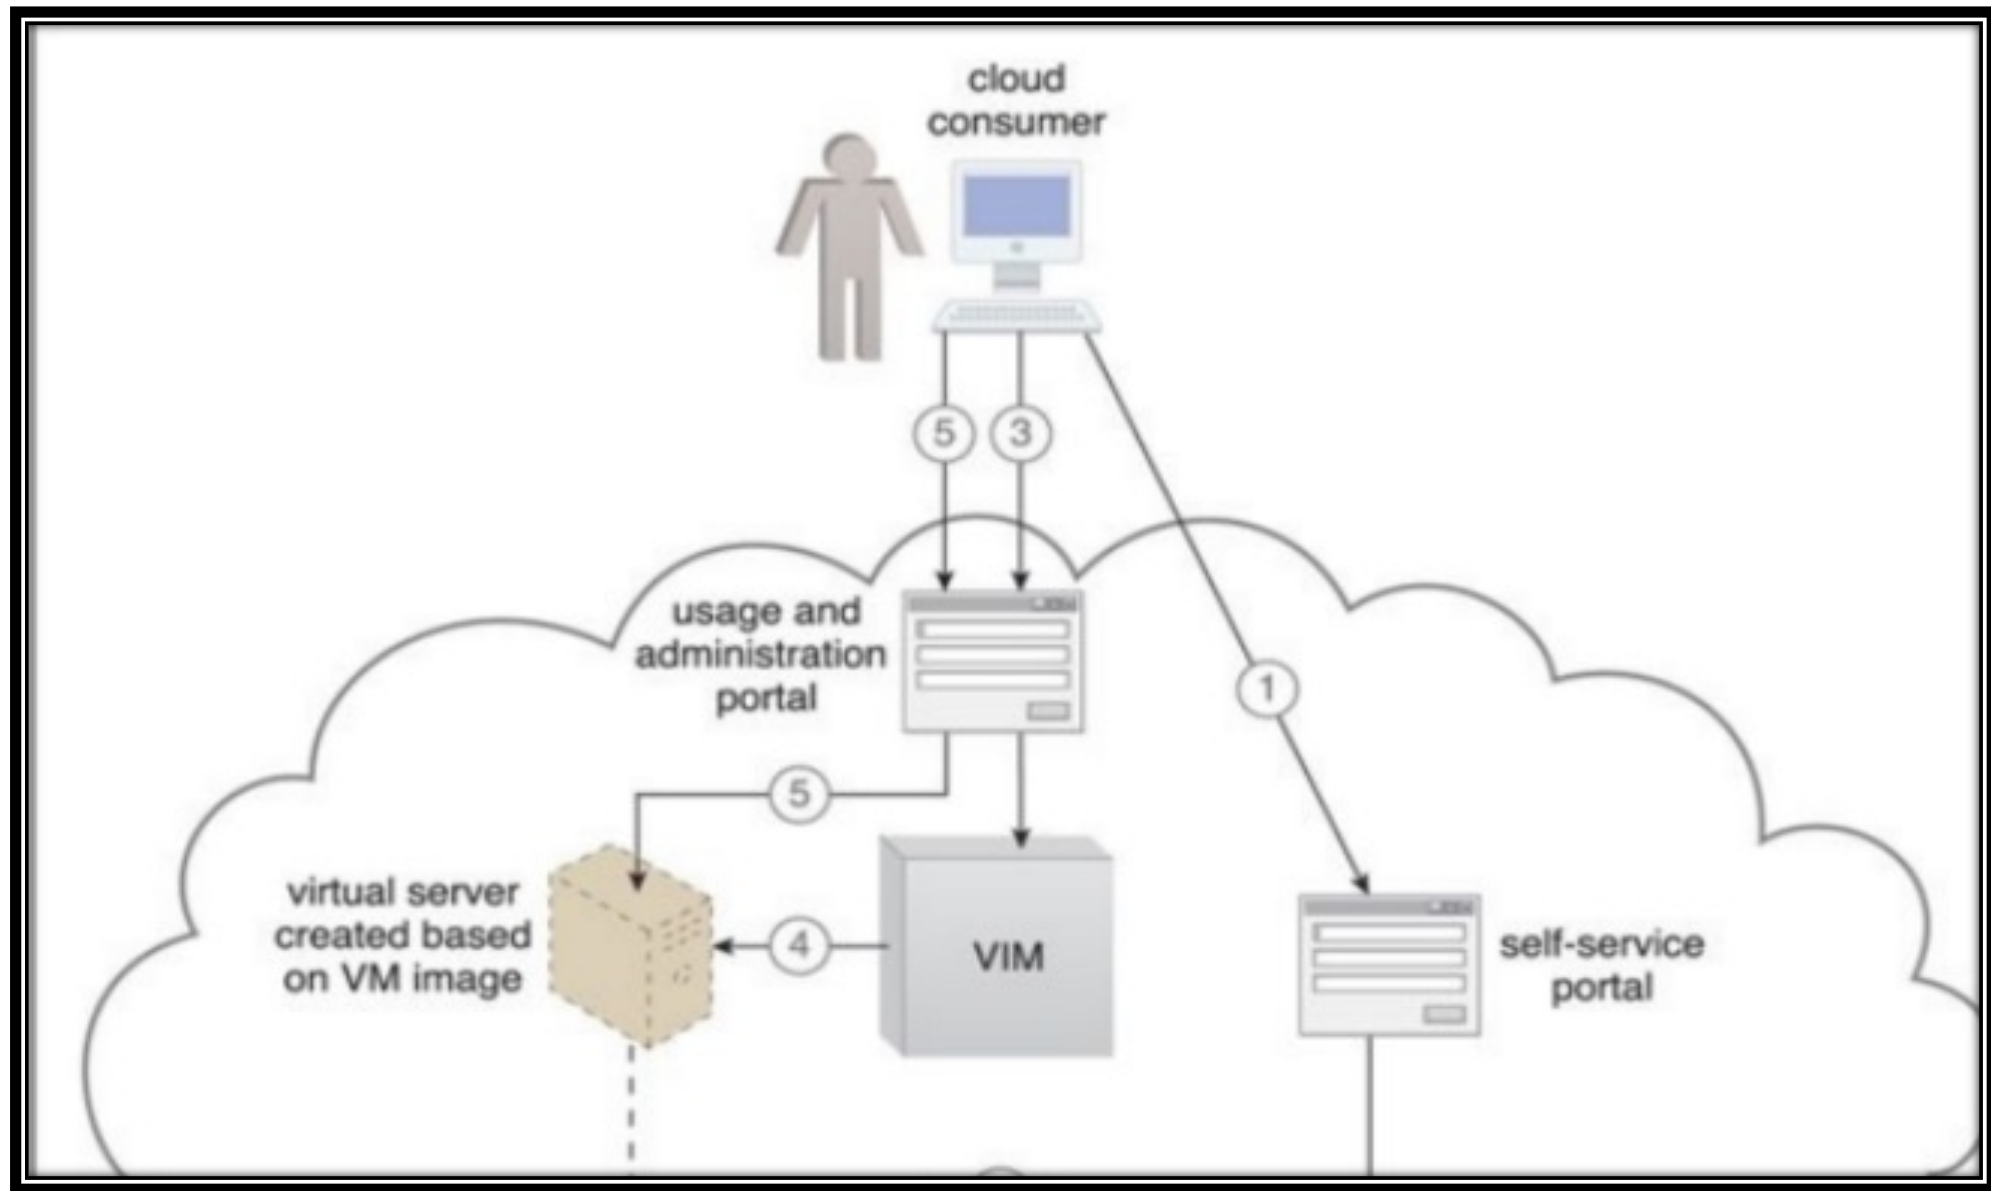 cloud
consumer
5
3
usage and
administration
portal
1
5
virtual server
created based
on VM image
4
VIM
self-service
portal